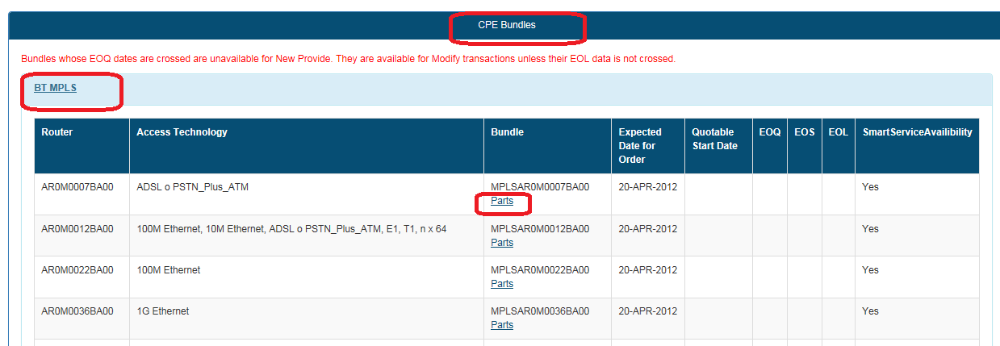 CPE Bundles
Bundles whose EOQ dates are crossed are unavailable for New Provide. They are available for Modify transactions unless their EOL data is not crossed.
BT MPLS
Router Access Technology Bundle Expected Date for Order Quotable Start Date EOQ EOS EOL SmartServiceAvailibility
AR0M0007BA00 ADSL o PSTN_Plus_ATM MPLSAR0M0007BA00 20-APR-2012 Yes
Parts
AR0M0012BA00 100M Ethernet, 10M Ethernet, ADSL o PSTN_Plus_ATM, E1, T1, n x 64 MPLSAR0M0012BA00 20-APR-2012 Yes
Parts
AR0M0022BA00 100M Ethernet MPLSAR0M0022BA00 20-APR-2012 Yes
Parts
AR0M0036BA00 1G Ethernet MPLSAR0M0036BA00 20-APR-2012 Yes
Parts